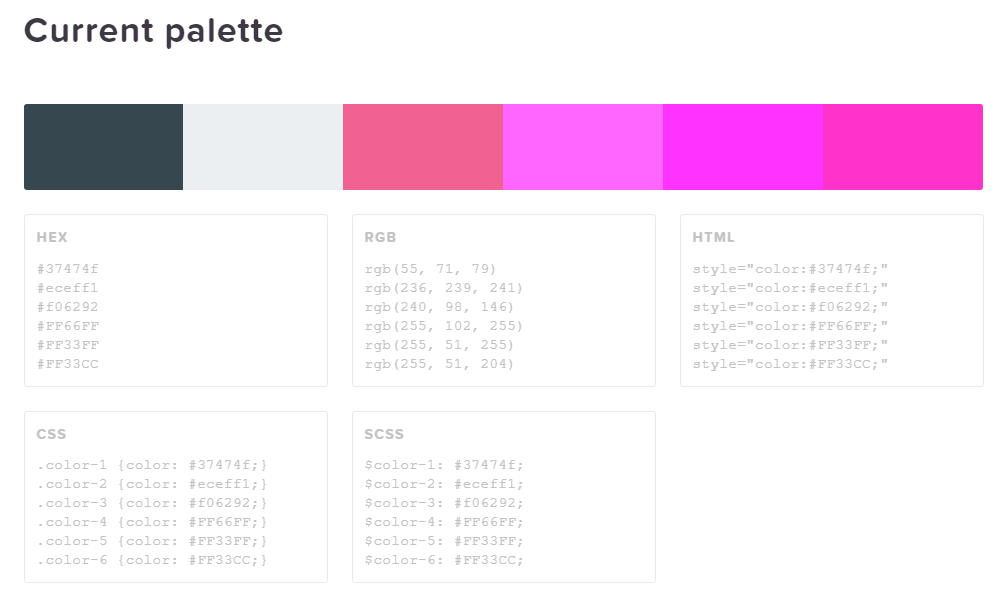 Current palette
HEX
#37474f
#eceff1
#f06292
#FF66FF
#FF33FF
#FF33CC
RGB
rgb(55, 71, 79)
rgb(236, 239, 241)
rgb(240, 98, 146)
rgb(255, 102, 255)
rgb(255, 51, 255)
rgb(255, 51, 204)
HTML
style="color:#37474f;"
style="color:#eceff1;"
style="color:#f06292;"
style="color:#FF66FF;"
style="color:#FF33FF;"
style="color:#FF33CC;"
CSS
.color-1 {color: #37474f;}
.color-2 {color: #eceff1;}
.color-3 {color: #f06292;}
.color-4 {color: #FF66FF;}
.color-5 {color: #FF33FF;}
.color-6 {color: #FF33CC;}
SCSS
$color-1: #37474f;
$color-2: #eceff1;
$color-3: #f06292;
$color-4: #FF66FF;
$color-5: #FF33FF;
$color-6: #FF33CC;